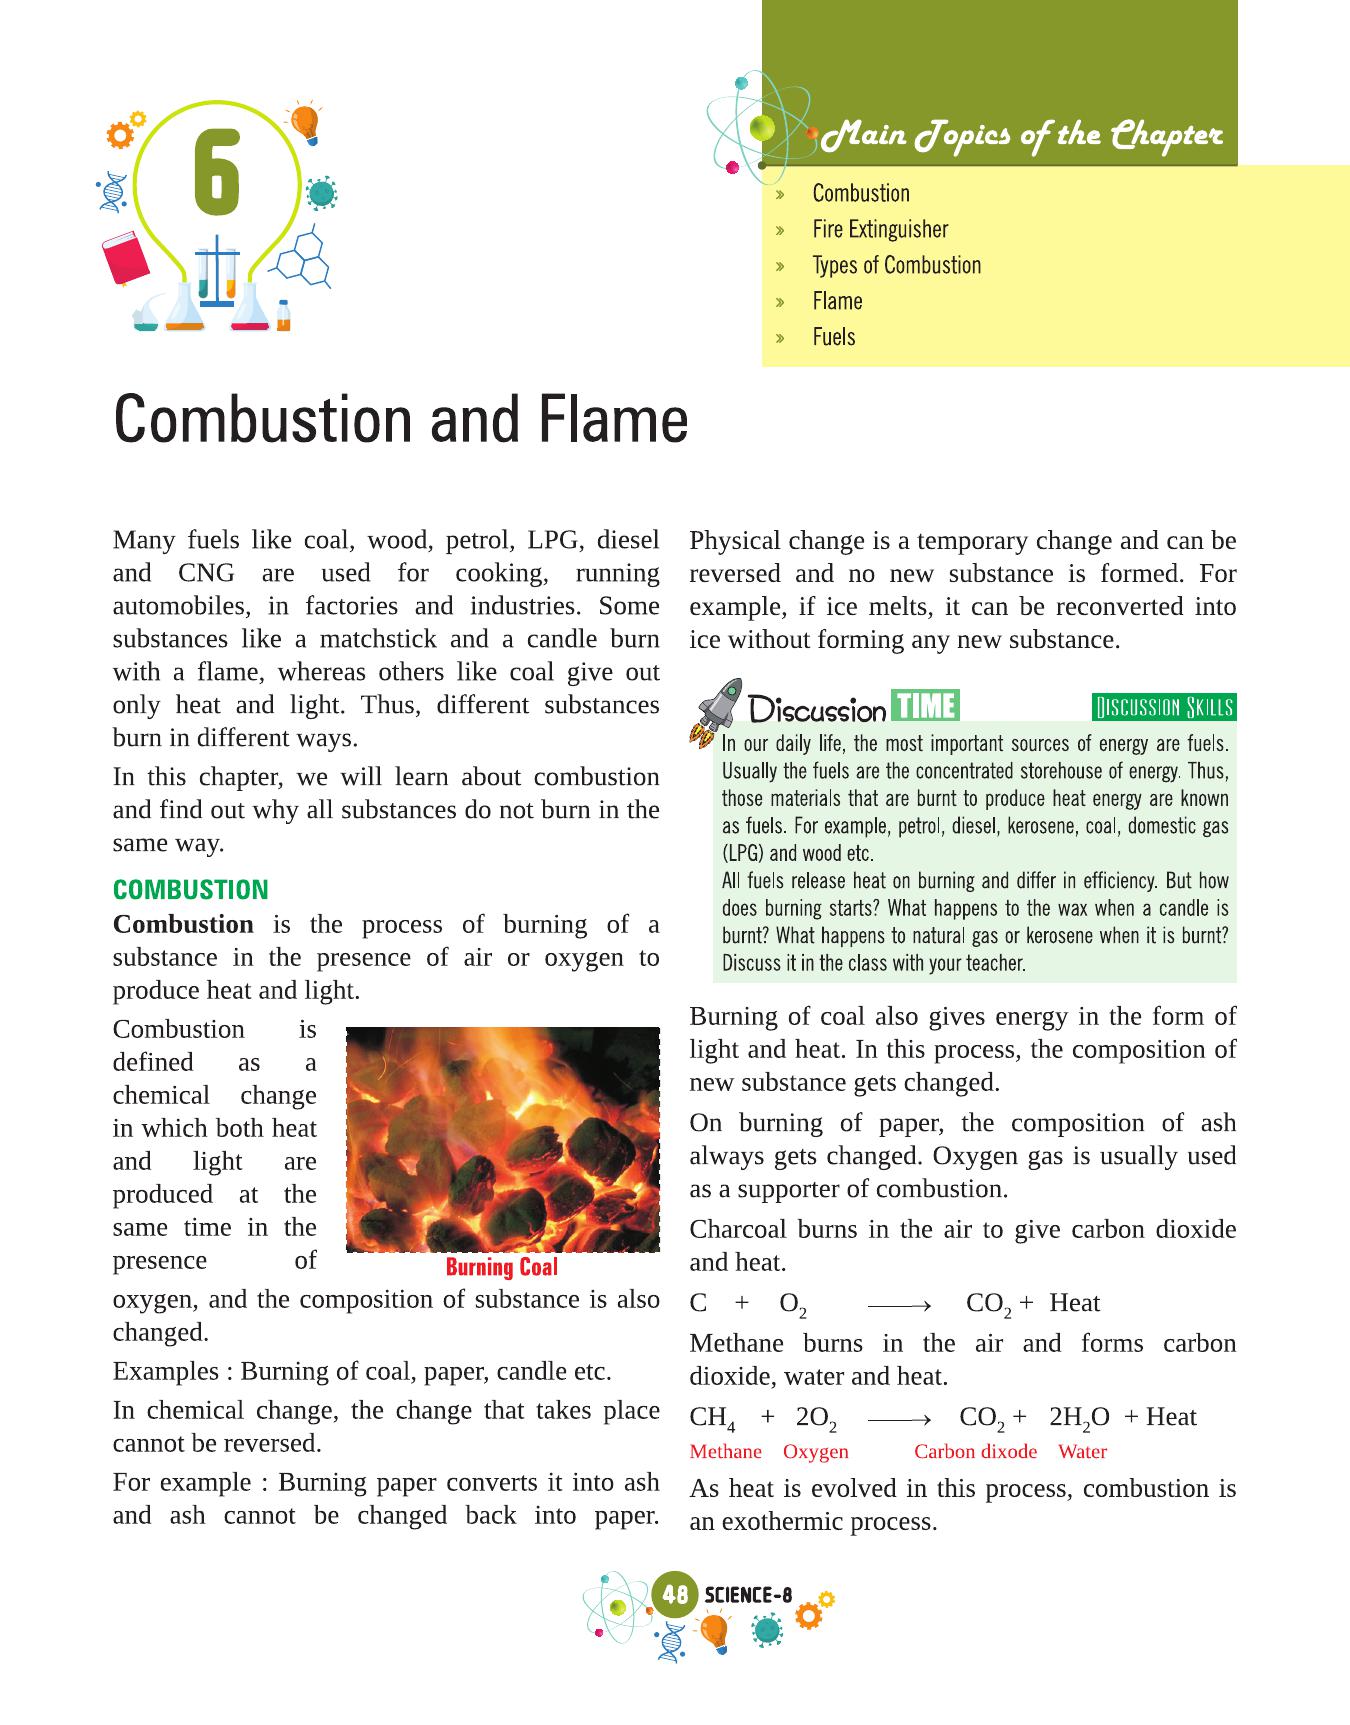 6
Main Topics of the Chapter
» Combustion
» Fire Extinguisher
» Types of Combustion
» Flame
» Fuels
Combustion and Flame
Many fuels like coal, wood, petrol, LPG, diesel
and CNG are used for cooking, running
automobiles, in factories and industries. Some
substances like a matchstick and a candle burn
with a flame, whereas others like coal give out
only heat and light. Thus, different substances
burn in different ways.
In this chapter, we will learn about combustion
and find out why all substances do not burn in the
same way.
COMBUSTION
Combustion is the process of burning of a
substance in the presence of air or oxygen to
produce heat and light.
Combustion is
defined as a
chemical change
in which both heat
and light are
produced at the
same time in the
presence of
Burning Coal
oxygen, and the composition of substance is also
changed.
Examples : Burning of coal, paper, candle etc.
In chemical change, the change that takes place
cannot be reversed.
For example : Burning paper converts it into ash
and ash cannot be changed back into paper.
Physical change is a temporary change and can be
reversed and no new substance is formed. For
example, if ice melts, it can be reconverted into
ice without forming any new substance.
Discussion TIME DISCUSSION SKILLS
In our daily life, the most important sources of energy are fuels.
Usually the fuels are the concentrated storehouse of energy. Thus,
those materials that are burnt to produce heat energy are known
as fuels. For example, petrol, diesel, kerosene, coal, domestic gas
(LPG) and wood etc.
All fuels release heat on burning and differ in efficiency. But how
does burning starts? What happens to the wax when a candle is
burnt? What happens to natural gas or kerosene when it is burnt?
Discuss it in the class with your teacher.
Burning of coal also gives energy in the form of
light and heat. In this process, the composition of
new substance gets changed.
On burning of paper, the composition of ash
always gets changed. Oxygen gas is usually used
as a supporter of combustion.
Charcoal burns in the air to give carbon dioxide
and heat.
C + O₂ ⟶ CO₂ + Heat
Methane burns in the air and forms carbon
dioxide, water and heat.
CH₄ + 2O₂ ⟶ CO₂ + 2H₂O + Heat
Methane Oxygen Carbon dixode Water
As heat is evolved in this process, combustion is
an exothermic process.
48 SCIENCE-8